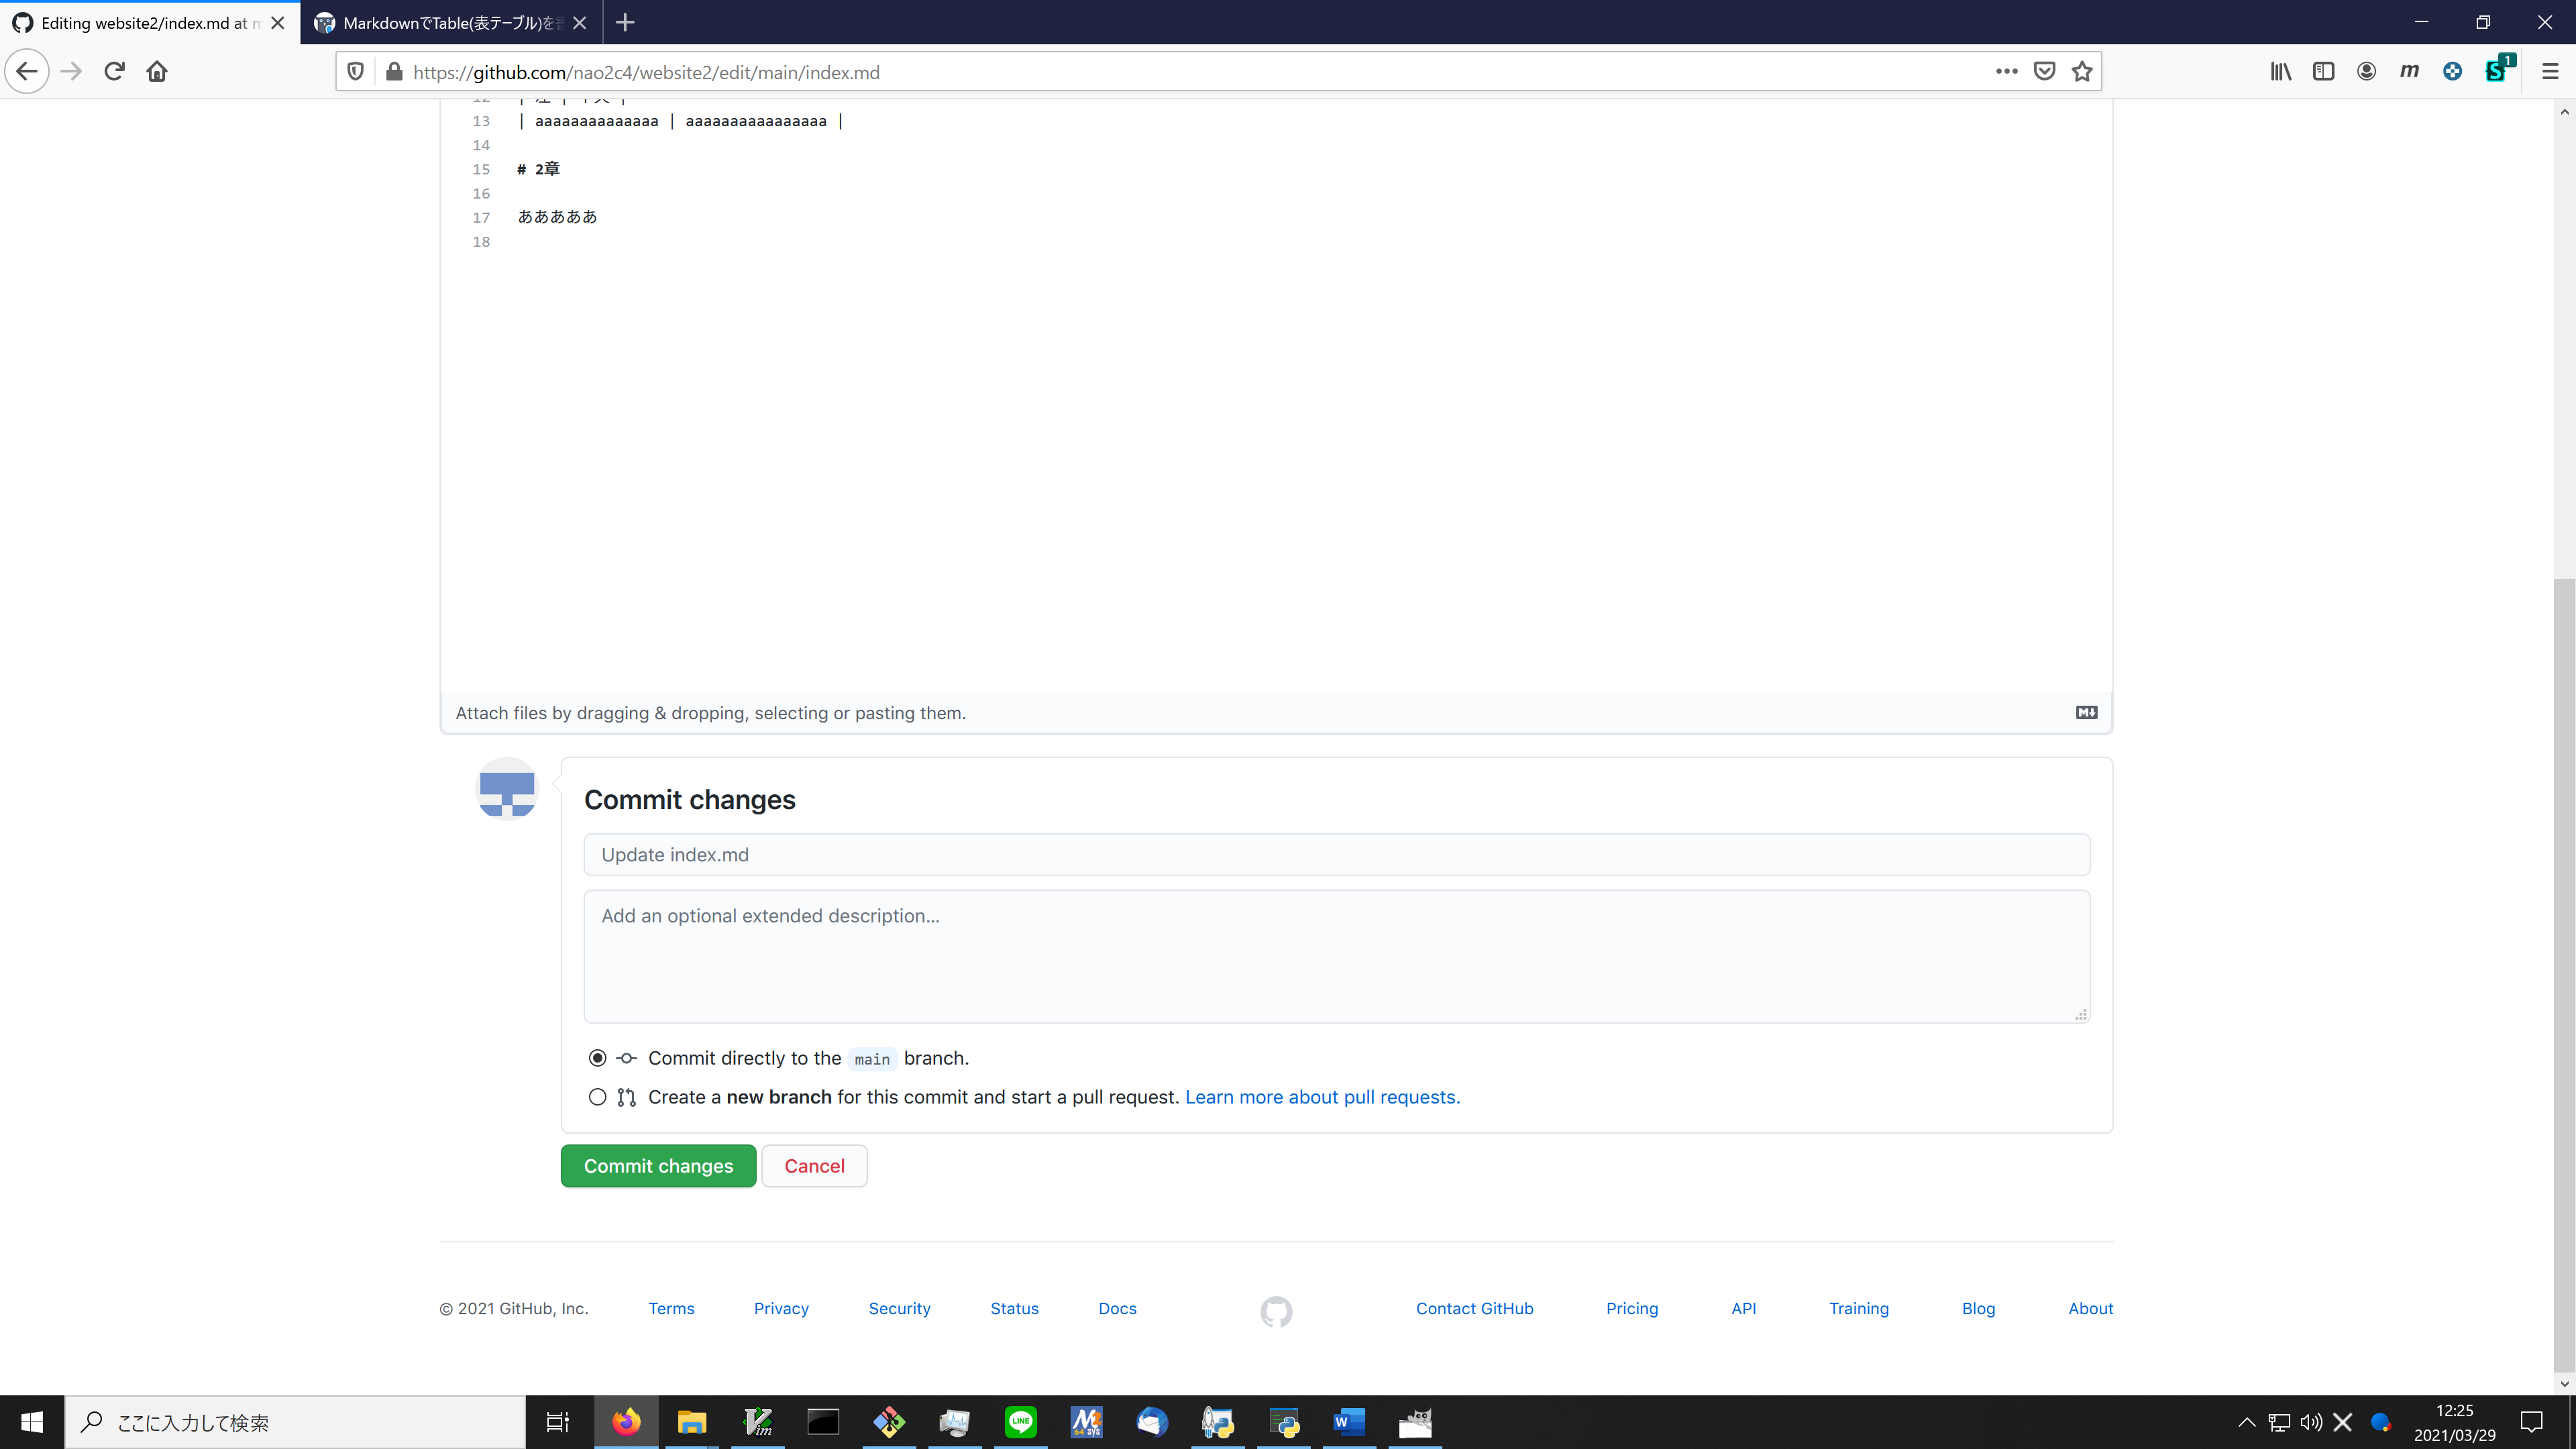 Editing website2/index.md at m
MarkdownでTable(表テーブル)を書
https://github.com/nao2c4/website2/edit/main/index.md
1
12
13 | aaaaaaaaaaaaaa | aaaaaaaaaaaaaaaa |
14
15 # 2章
16
17 あああああ
18
Attach files by dragging & dropping, selecting or pasting them.
Commit changes
Update index.md
Add an optional extended description...
Commit directly to the main branch.
Create a new branch for this commit and start a pull request. Learn more about pull requests.
Commit changes Cancel
© 2021 GitHub, Inc. Terms Privacy Security Status Docs Contact GitHub Pricing API Training Blog About
ここに入力して検索
12:25
2021/03/29